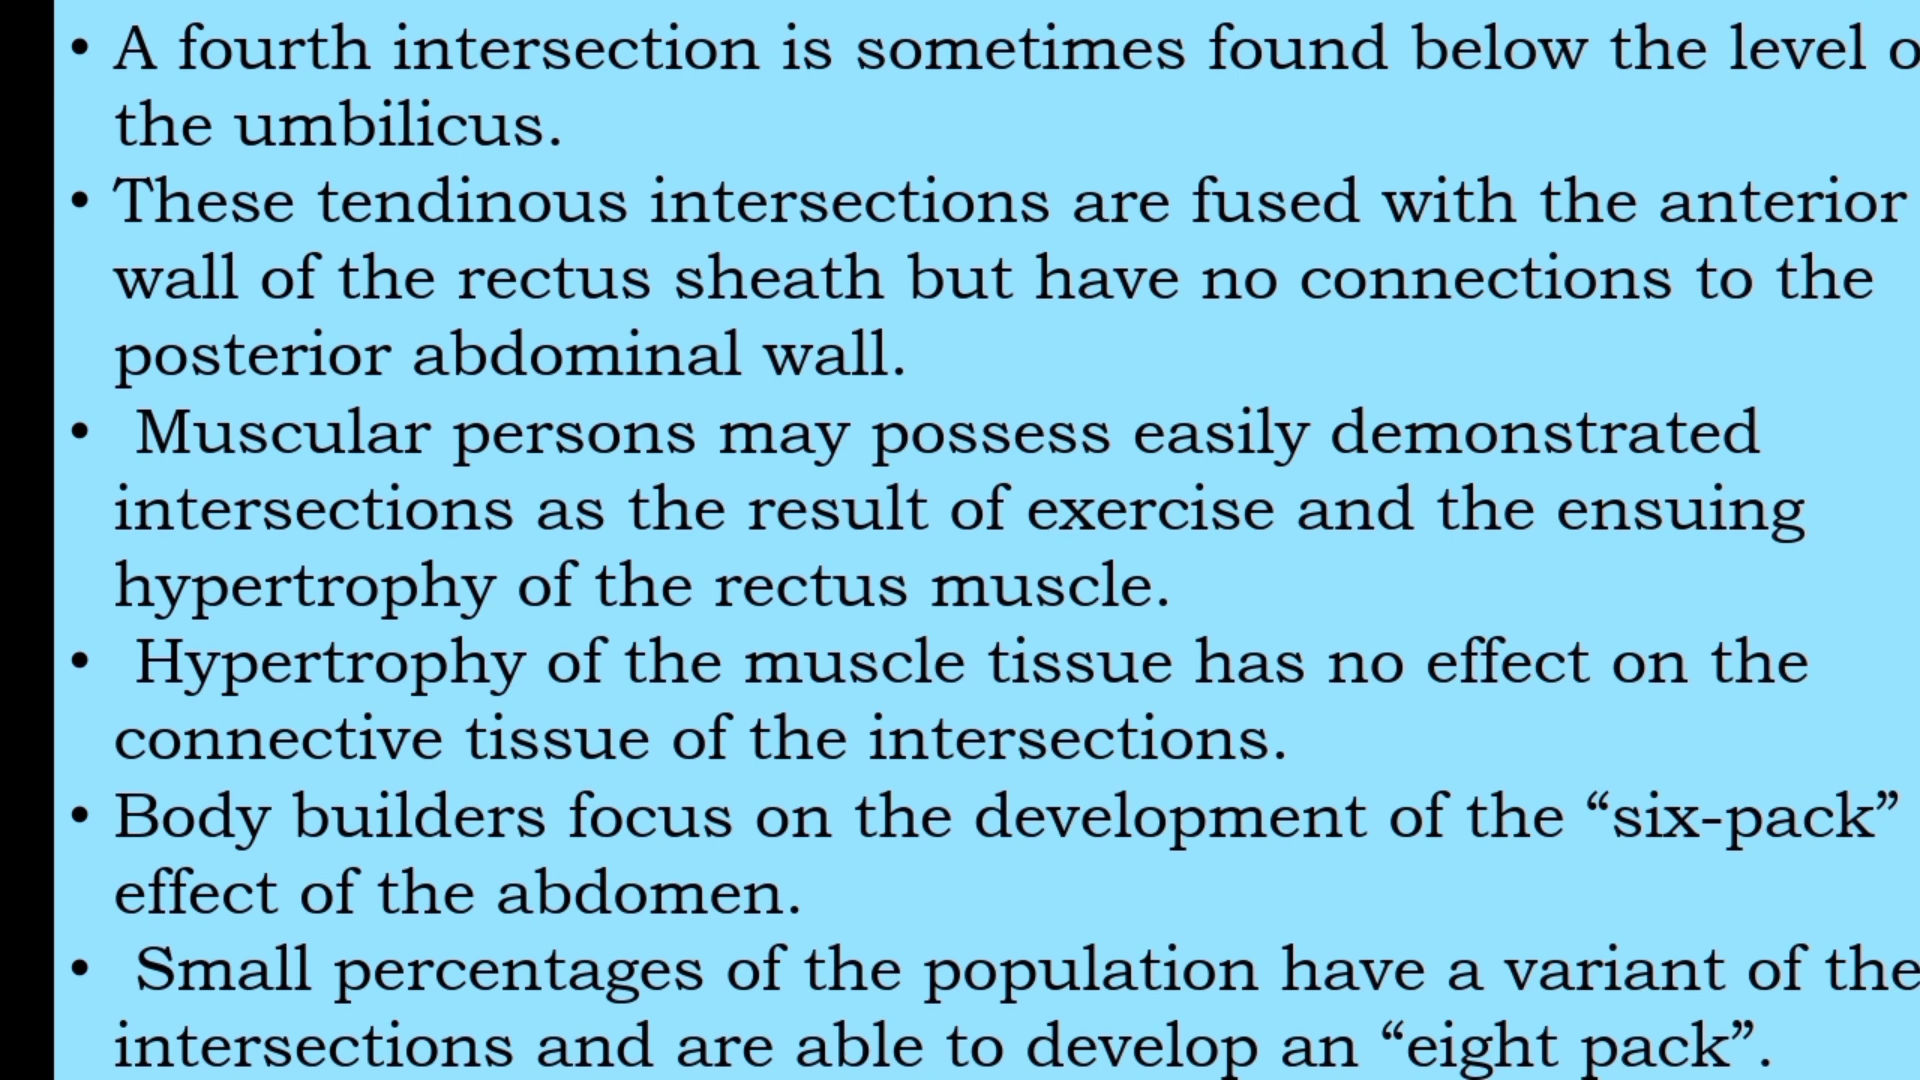 • A fourth intersection is sometimes found below the level o
the umbilicus.
• These tendinous intersections are fused with the anterior
wall of the rectus sheath but have no connections to the
posterior abdominal wall.
• Muscular persons may possess easily demonstrated
intersections as the result of exercise and the ensuing
hypertrophy of the rectus muscle.
• Hypertrophy of the muscle tissue has no effect on the
connective tissue of the intersections.
• Body builders focus on the development of the “six-pack”
effect of the abdomen.
• Small percentages of the population have a variant of the
intersections and are able to develop an “eight pack”.